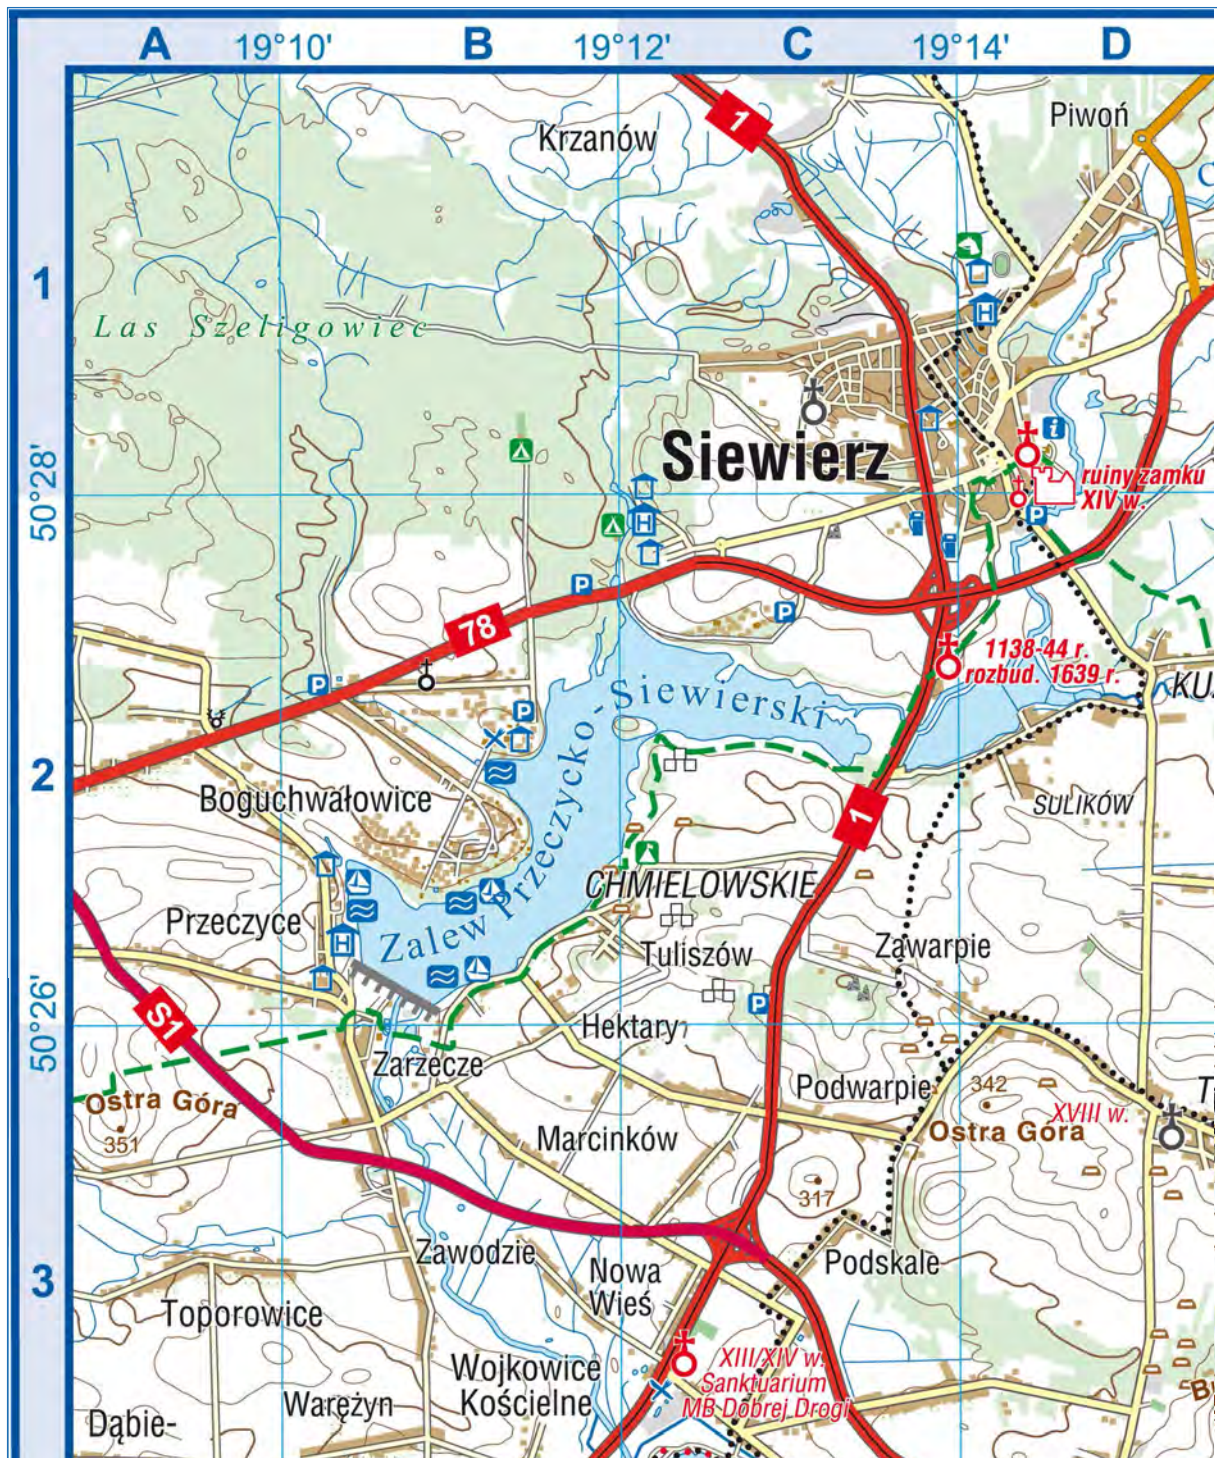 A 19°10' B 19°12' C 19°14' D
1
Piwoń
Krzanów
1
Las Szeligowiec
Siewierz
i
H
ruiny zamku
XIV w.
50°28'
H
P
P
P
78
1138-44 r.
rozbud. 1639 r.
P
P
Zalew Przeczycko-Siewierski
2
Boguchwałowice
1
SULIKÓW
CHMIELOWSKIE
Przeczyce
H
Tuliszów
Zawarpie
P
S1
50°26'
Hektary
Zarzecze
Podwarpie
342
Ostra Góra
351
XVIII w.
Ostra Góra
Marcinków
317
Zawodzie
Podskale
3
Nowa
Wieś
Toporowice
XIII/XIV w.
Sanktuarium
MB Dobrej Drogi
Wojkowice
Kościelne
Warężyn
Dąbie-